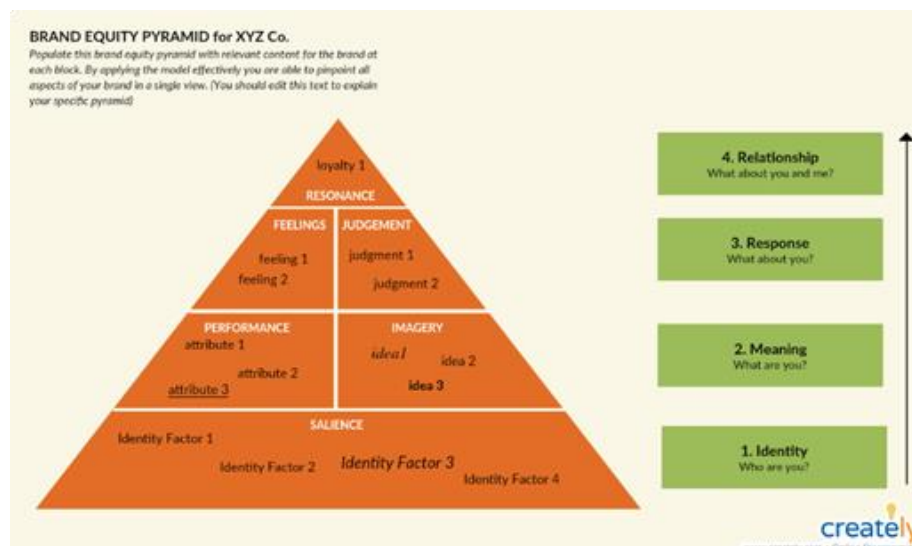 BRAND EQUITY PYRAMID for XYZ Co.
Populate this brand equity pyramid with relevant content for the brand at
each block. By applying the model effectively you are able to pinpoint all
aspects of your brand in a single view. (You should edit this text to explain
your specific pyramid)
loyalty 1
RESONANCE
FEELINGS
feeling 1
feeling 2
JUDGEMENT
judgment 1
judgment 2
PERFORMANCE
attribute 1
attribute 2
attribute 3
IMAGERY
idea1
idea 2
idea 3
SALIENCE
Identity Factor 1
Identity Factor 2
Identity Factor 3
Identity Factor 4
4. Relationship
What about you and me?
3. Response
What about you?
2. Meaning
What are you?
1. Identity
Who are you?
creately